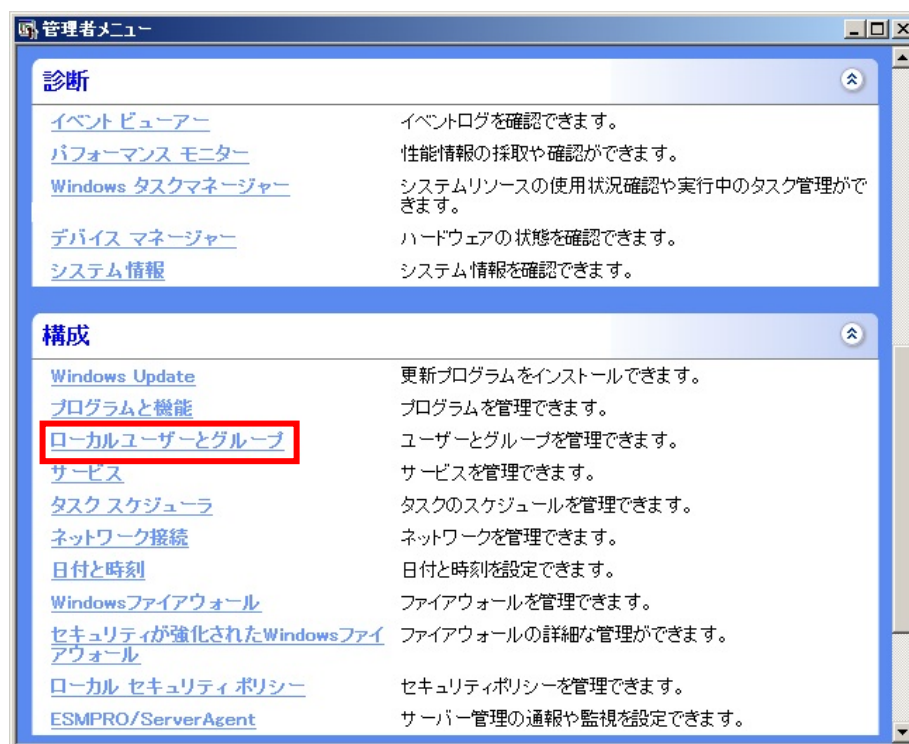 管理者メニュー
診断
イベント ビューアー イベントログを確認できます。
パフォーマンス モニター 性能情報の採取や確認ができます。
Windows タスクマネージャー システムリソースの使用状況確認や実行中のタスク管理がで
きます。
デバイス マネージャー ハードウェアの状態を確認できます。
システム情報 システム情報を確認できます。
構成
Windows Update 更新プログラムをインストールできます。
プログラムと機能 プログラムを管理できます。
ローカルユーザーとグループ ユーザーとグループを管理できます。
サービス サービスを管理できます。
タスク スケジューラ タスクのスケジュールを管理できます。
ネットワーク接続 ネットワークを管理できます。
日付と時刻 日付と時刻を設定できます。
Windowsファイアウォール ファイアウォールを管理できます。
セキュリティが強化されたWindowsファイ ファイアウォールの詳細な管理ができます。
アウォール
ローカル セキュリティ ポリシー セキュリティポリシーを管理できます。
ESMPRO/ServerAgent サーバー管理の通報や監視を設定できます。